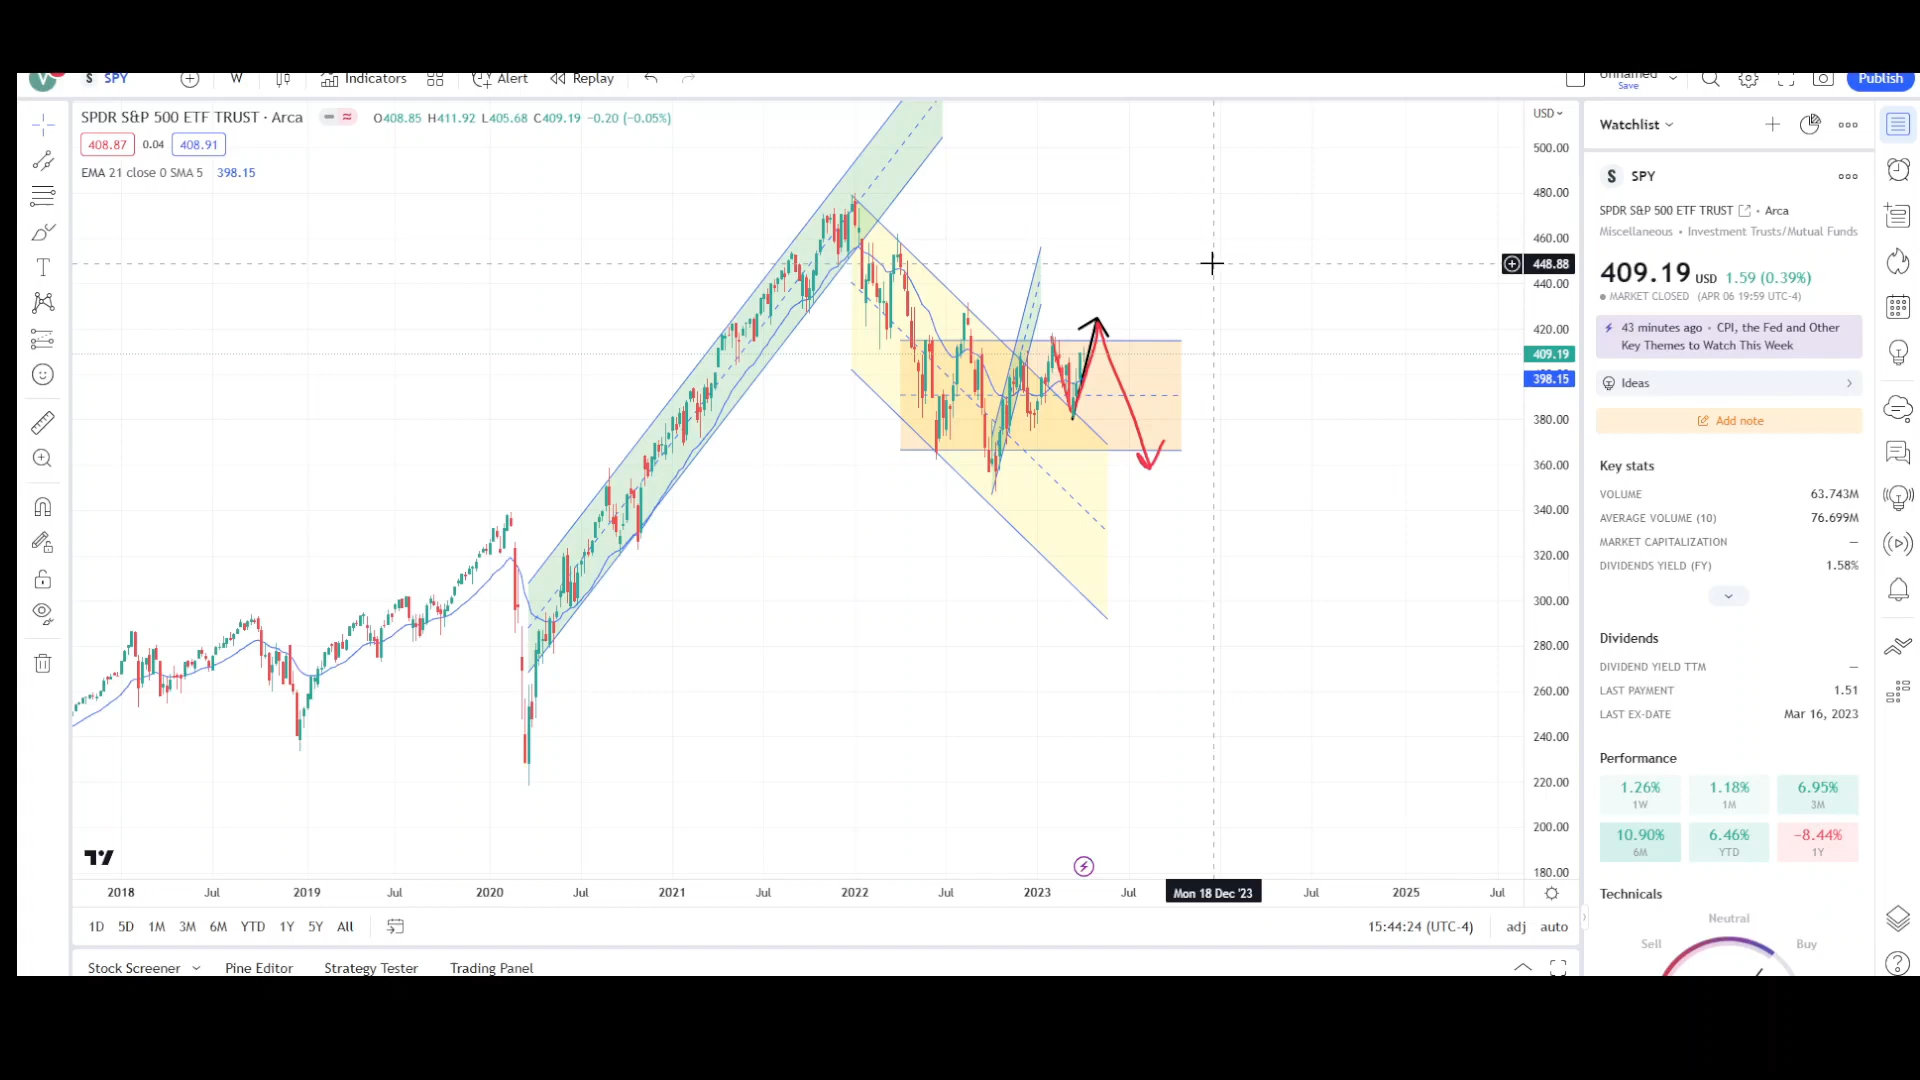 SPY
W
Indicators
Alert
Replay
Unnamed
Save
Publish
SPDR S&P 500 ETF TRUST · Arca
O408.85 H411.92 L405.68 C409.19 −0.20 (−0.05%)
408.87 0.04 408.91
EMA 21 close 0 SMA 5 398.15
USD
500.00
480.00
460.00
448.88
440.00
420.00
409.19
398.15
380.00
360.00
340.00
320.00
300.00
280.00
260.00
240.00
220.00
200.00
180.00
2018 Jul 2019 Jul 2020 Jul 2021 Jul 2022 Jul 2023 Jul Mon 18 Dec '23 Jul 2025 Jul
1D 5D 1M 3M 6M YTD 1Y 5Y All
15:44:24 (UTC-4) adj auto
Stock Screener Pine Editor Strategy Tester Trading Panel
Watchlist
S SPY
SPDR S&P 500 ETF TRUST • Arca
Miscellaneous • Investment Trusts/Mutual Funds
409.19 USD 1.59 (0.39%)
MARKET CLOSED (APR 06 19:59 UTC-4)
43 minutes ago • CPI, the Fed and Other
Key Themes to Watch This Week
Ideas
Add note
Key stats
VOLUME 63.743M
AVERAGE VOLUME (10) 76.699M
MARKET CAPITALIZATION —
DIVIDENDS YIELD (FY) 1.58%
Dividends
DIVIDEND YIELD TTM —
LAST PAYMENT 1.51
LAST EX-DATE Mar 16, 2023
Performance
1.26% 1.18% 6.95%
1W 1M 3M
10.90% 6.46% −8.44%
6M YTD 1Y
Technicals
Neutral
Sell Buy